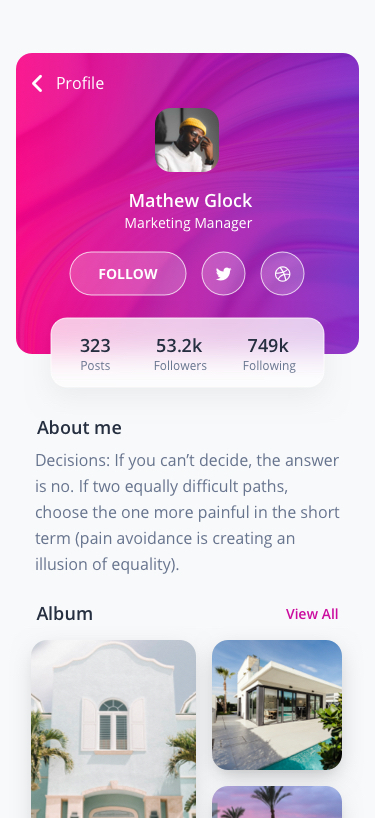 Profile
Mathew Glock
Marketing Manager
FOLLOW
323 53.2k 749k
Posts Followers Following
About me
Decisions: If you can’t decide, the answer
is no. If two equally difficult paths,
choose the one more painful in the short
term (pain avoidance is creating an
illusion of equality).
Album View All